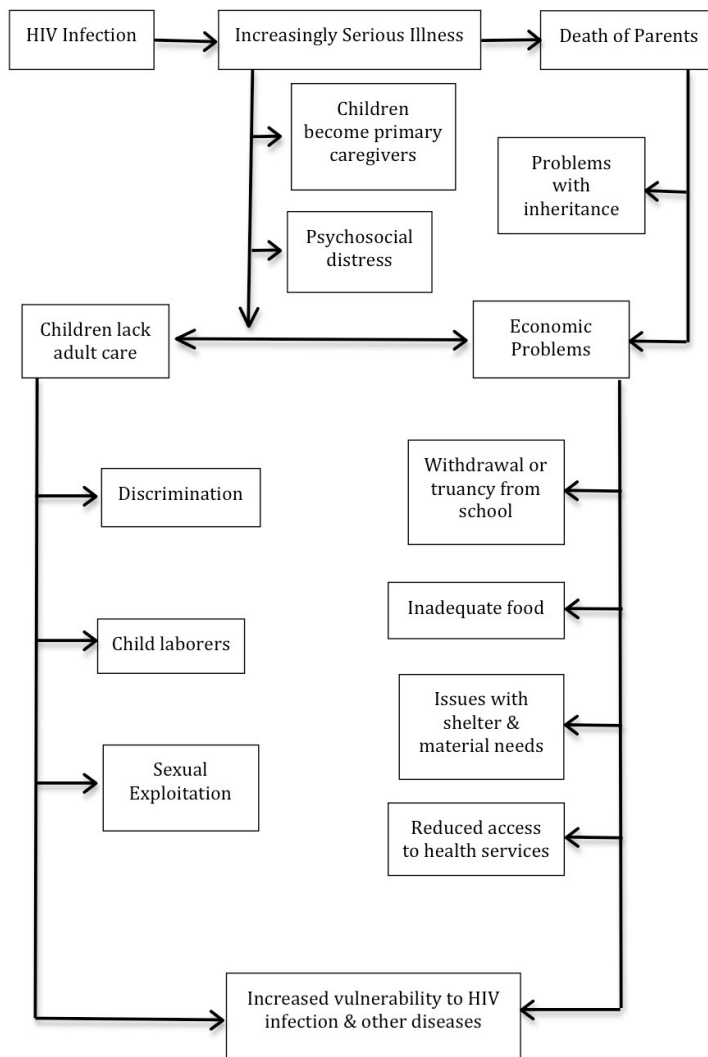 HIV Infection
Increasingly Serious Illness
Death of Parents
Children
become primary
caregivers
Problems
with
inheritance
Psychosocial
distress
Children lack
adult care
Economic
Problems
Withdrawal or
truancy from
school
Discrimination
Inadequate food
Child laborers
Issues with
shelter &
material needs
Sexual
Exploitation
Reduced access
to health services
Increased vulnerability to HIV
infection & other diseases